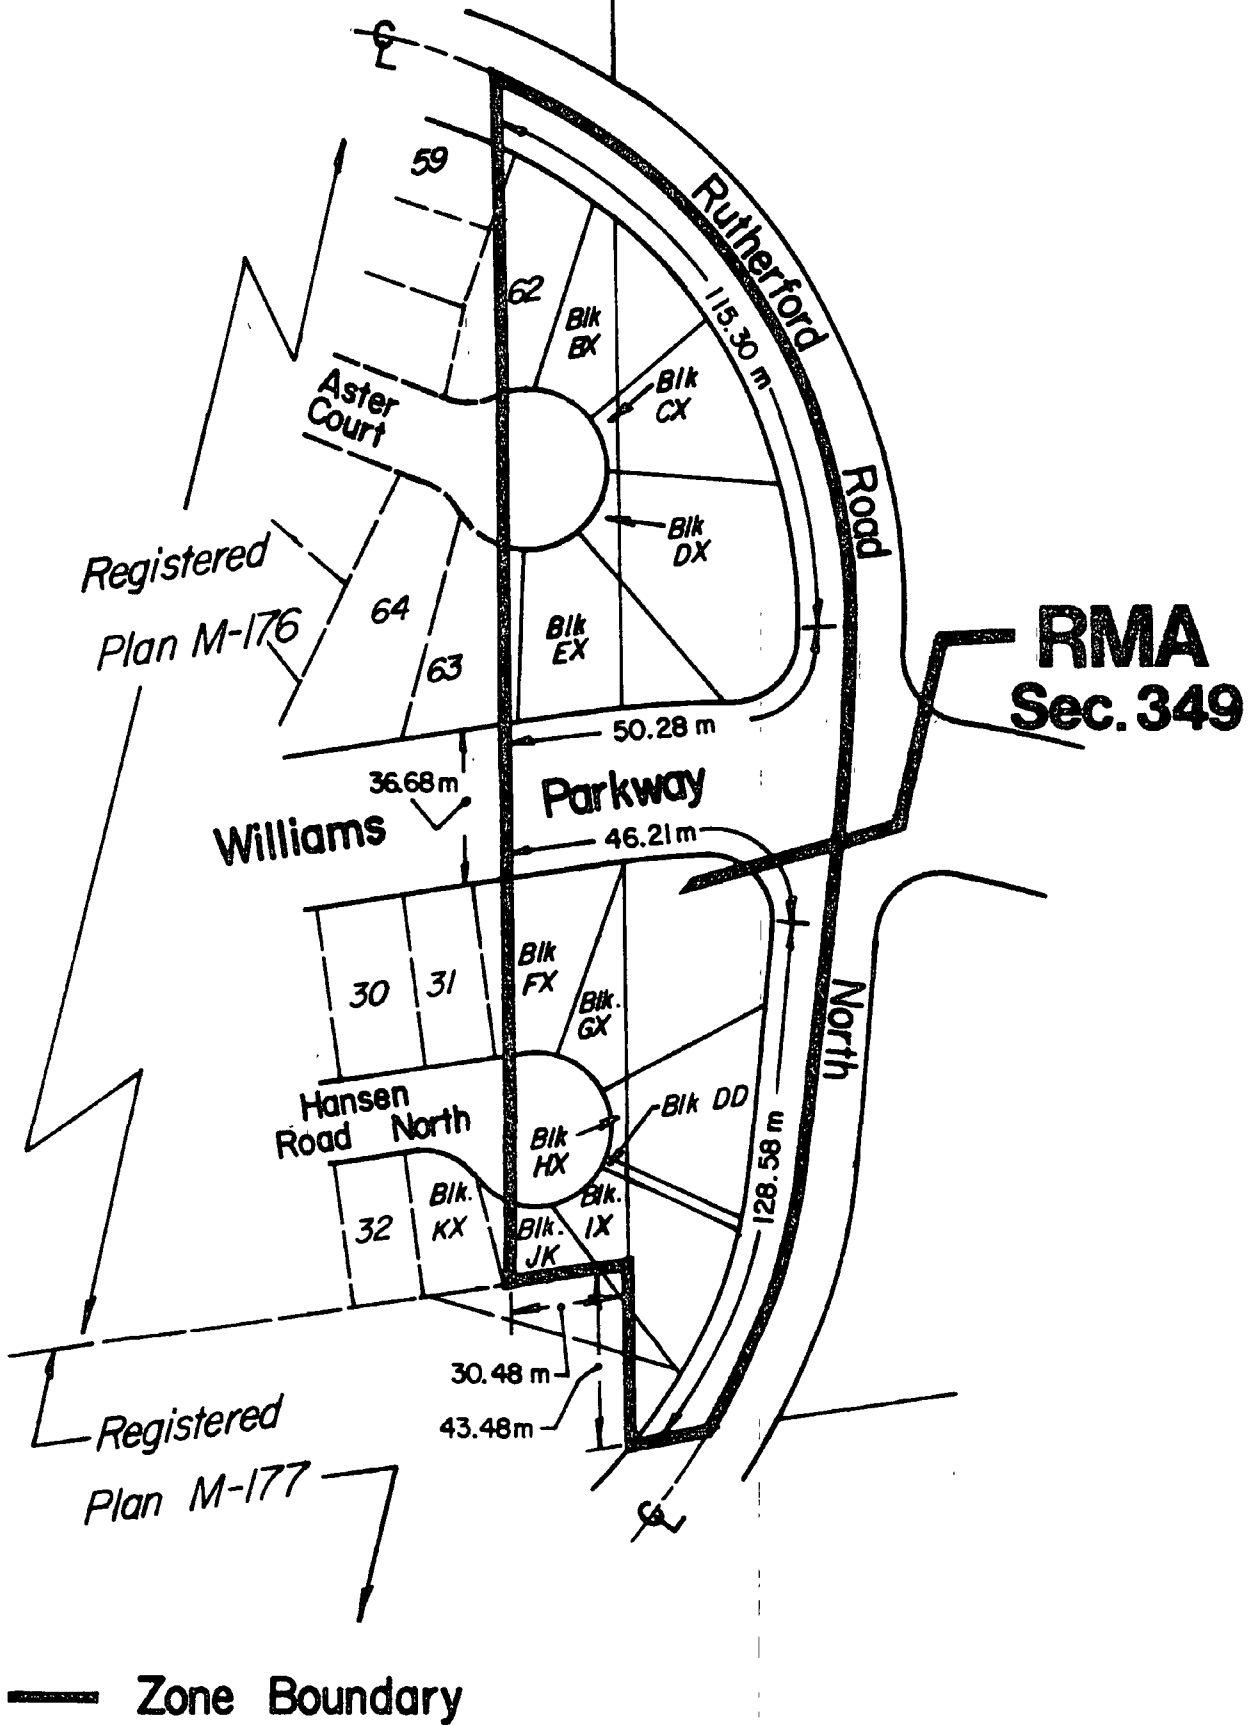 ℄
59
Rutherford
62
Blk
BX
115.30 m
Blk
CX
Aster
Court
Road
Blk
DX
Registered
Plan M-176
64
63
Blk
EX
RMA
Sec. 349
50.28 m
36.68m
Parkway
Williams
46.21m
30
31
Blk
FX
Blk.
GX
North
Hansen
Road North
Blk DD
Blk
HX
128.58 m
32
Blk.
KX
Blk.
JK
Blk.
IX
30.48 m
43.48m
Registered
Plan M-177
℄
Zone Boundary